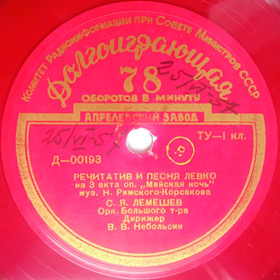 КОМИТЕТ РАДИОИНФОРМАЦИИ ПРИ СОВЕТЕ МИНИСТРОВ СССР
Долгоиграющая
78
ОБОРОТОВ В МИНУТУ
АПРЕЛЕВСКИЙ ЗАВОД
ТУ—I кл.
Д—00193
РЕЧИТАТИВ И ПЕСНЯ ЛЕВКО
из 3 акта оп. „Майская ночь"
муз. Н. Римского-Корсакова
С. Я. ЛЕМЕШЕВ
Орк. Большого т-ра
Дирижер
В. В. Небольсин